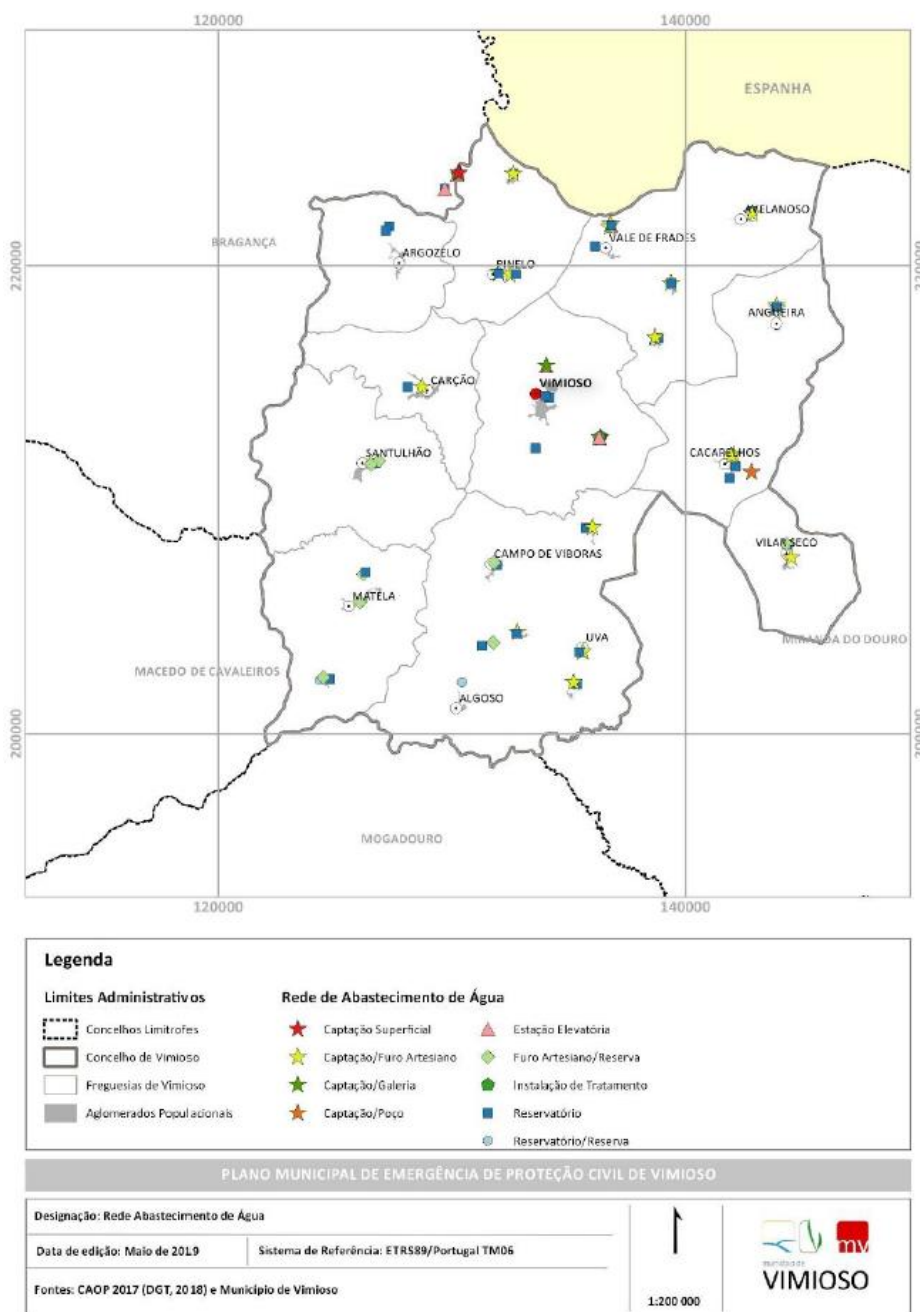 120000 140000
ESPANHA
AVELANOSO
BRAGANÇA
VALE DE FRADES
ARGOZELO
220000 PINELO 220000
ANGUEIRA
CARÇÃO
VIMIOSO
SANTULHÃO
CAÇARELHOS
VILAR SECO
CAMPO DE VÍBORAS
MATELA
UVA
MIRANDA DO DOURO
MACEDO DE CAVALEIROS
ALGOSO
200000 200000
MOGADOURO
120000 140000
Legenda
Limites Administrativos
Concelhos Limítrofes
Concelho de Vimioso
Freguesias de Vimioso
Aglomerados Populacionais
Rede de Abastecimento de Água
Captação Superficial
Captação/Furo Artesiano
Captação/Galeria
Captação/Poço
Estação Elevatória
Furo Artesiano/Reserva
Instalação de Tratamento
Reservatório
Reservatório/Reserva
PLANO MUNICIPAL DE EMERGÊNCIA DE PROTEÇÃO CIVIL DE VIMIOSO
Designação: Rede Abastecimento de Água
Data de edição: Maio de 2019 Sistema de Referência: ETRS89/Portugal TM06
Fontes: CAOP 2017 (DGT, 2018) e Município de Vimioso
1:200 000
mv
município de
VIMIOSO